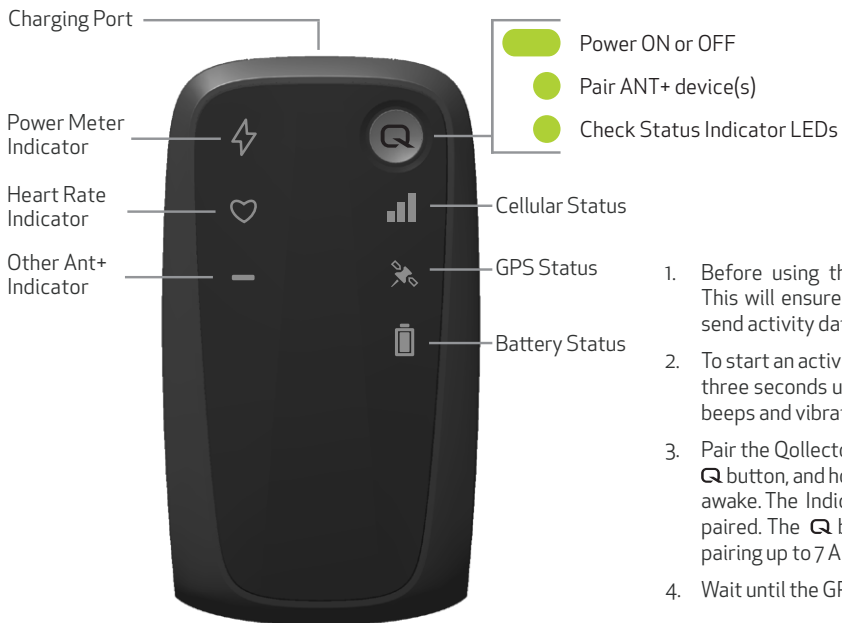 Charging Port
Power Meter
Indicator
Heart Rate
Indicator
Other Ant+
Indicator
Power ON or OFF
Pair ANT+ device(s)
Check Status Indicator LEDs
Cellular Status
GPS Status
Battery Status
1. Before using th
This will ensure
send activity dat
2. To start an activ
three seconds u
beeps and vibrat
3. Pair the Qollecto
Q button, and ho
awake. The Indic
paired. The Q b
pairing up to 7 A
4. Wait until the GP